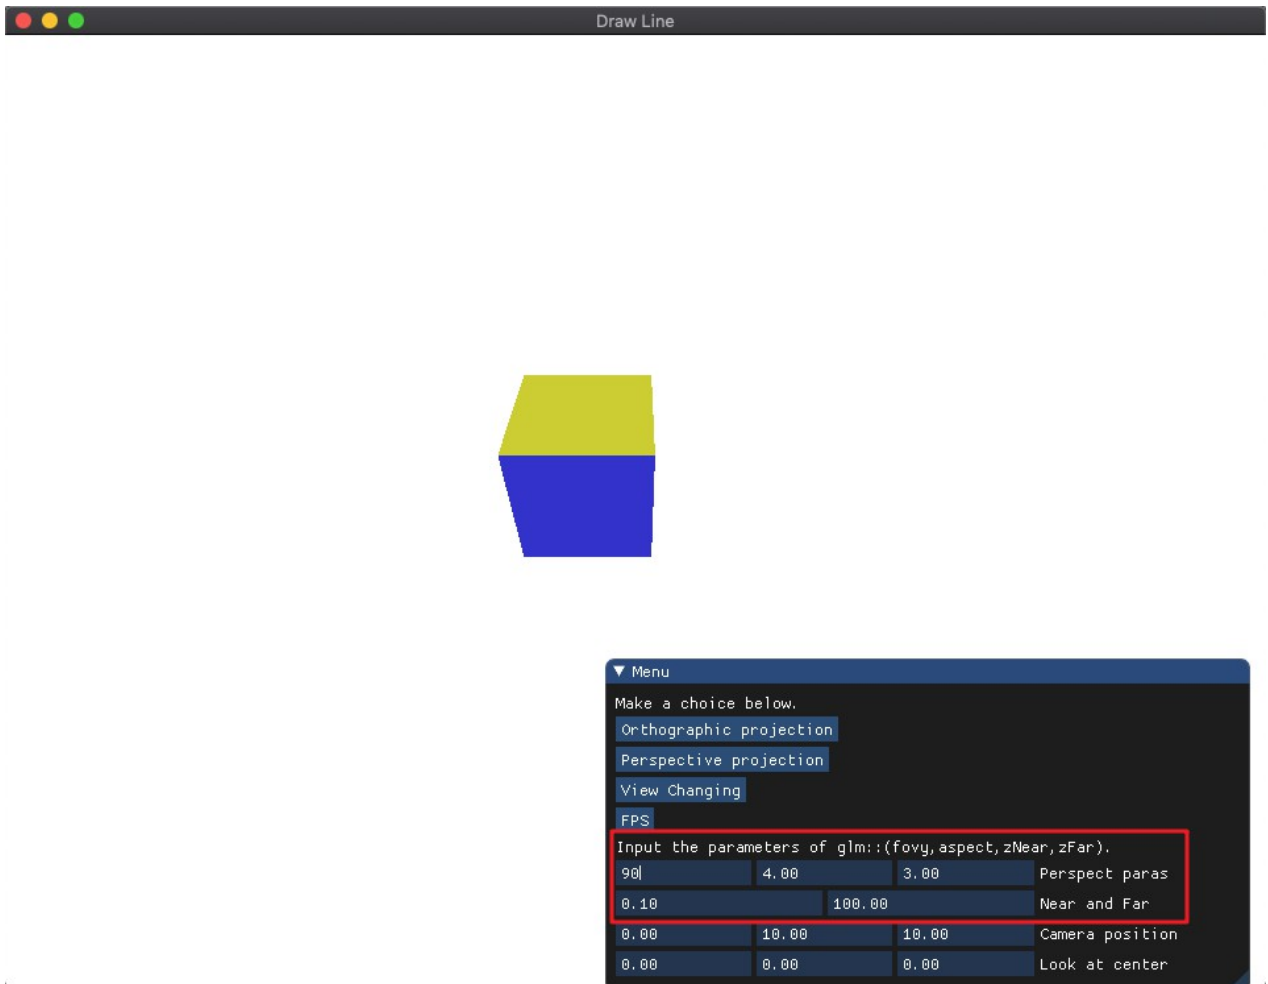 Draw Line
Menu
Make a choice below.
Orthographic projection
Perspective projection
View Changing
FPS
Input the parameters of glm::(fovy,aspect,zNear,zFar).
90 4.00 3.00 Perspect paras
0.10 100.00 Near and Far
0.00 10.00 10.00 Camera position
0.00 0.00 0.00 Look at center